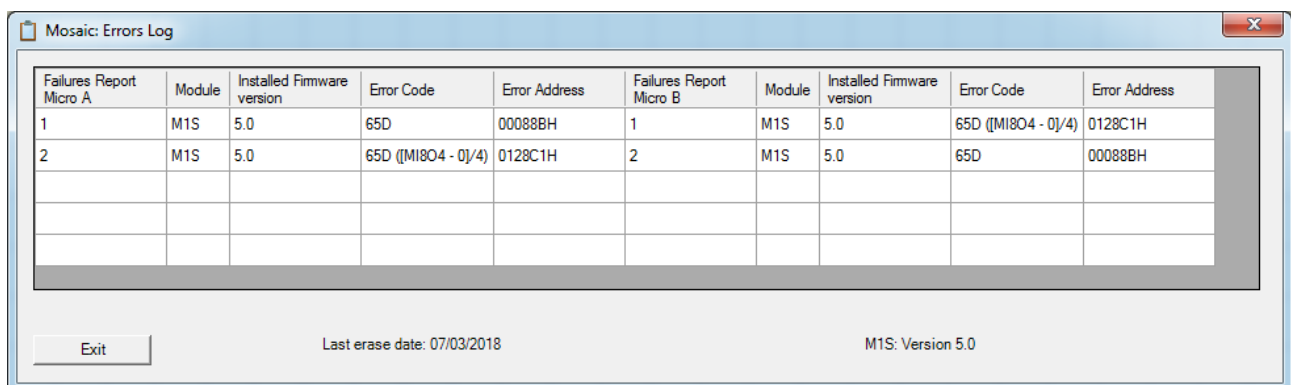 Mosaic: Errors Log
Failures Report Micro A Module Installed Firmware version Error Code Error Address Failures Report Micro B Module Installed Firmware version Error Code Error Address
1 M1S 5.0 65D 00088BH 1 M1S 5.0 65D ([MI8O4 - 0]/4) 0128C1H
2 M1S 5.0 65D ([MI8O4 - 0]/4) 0128C1H 2 M1S 5.0 65D 00088BH
Exit Last erase date: 07/03/2018 M1S: Version 5.0